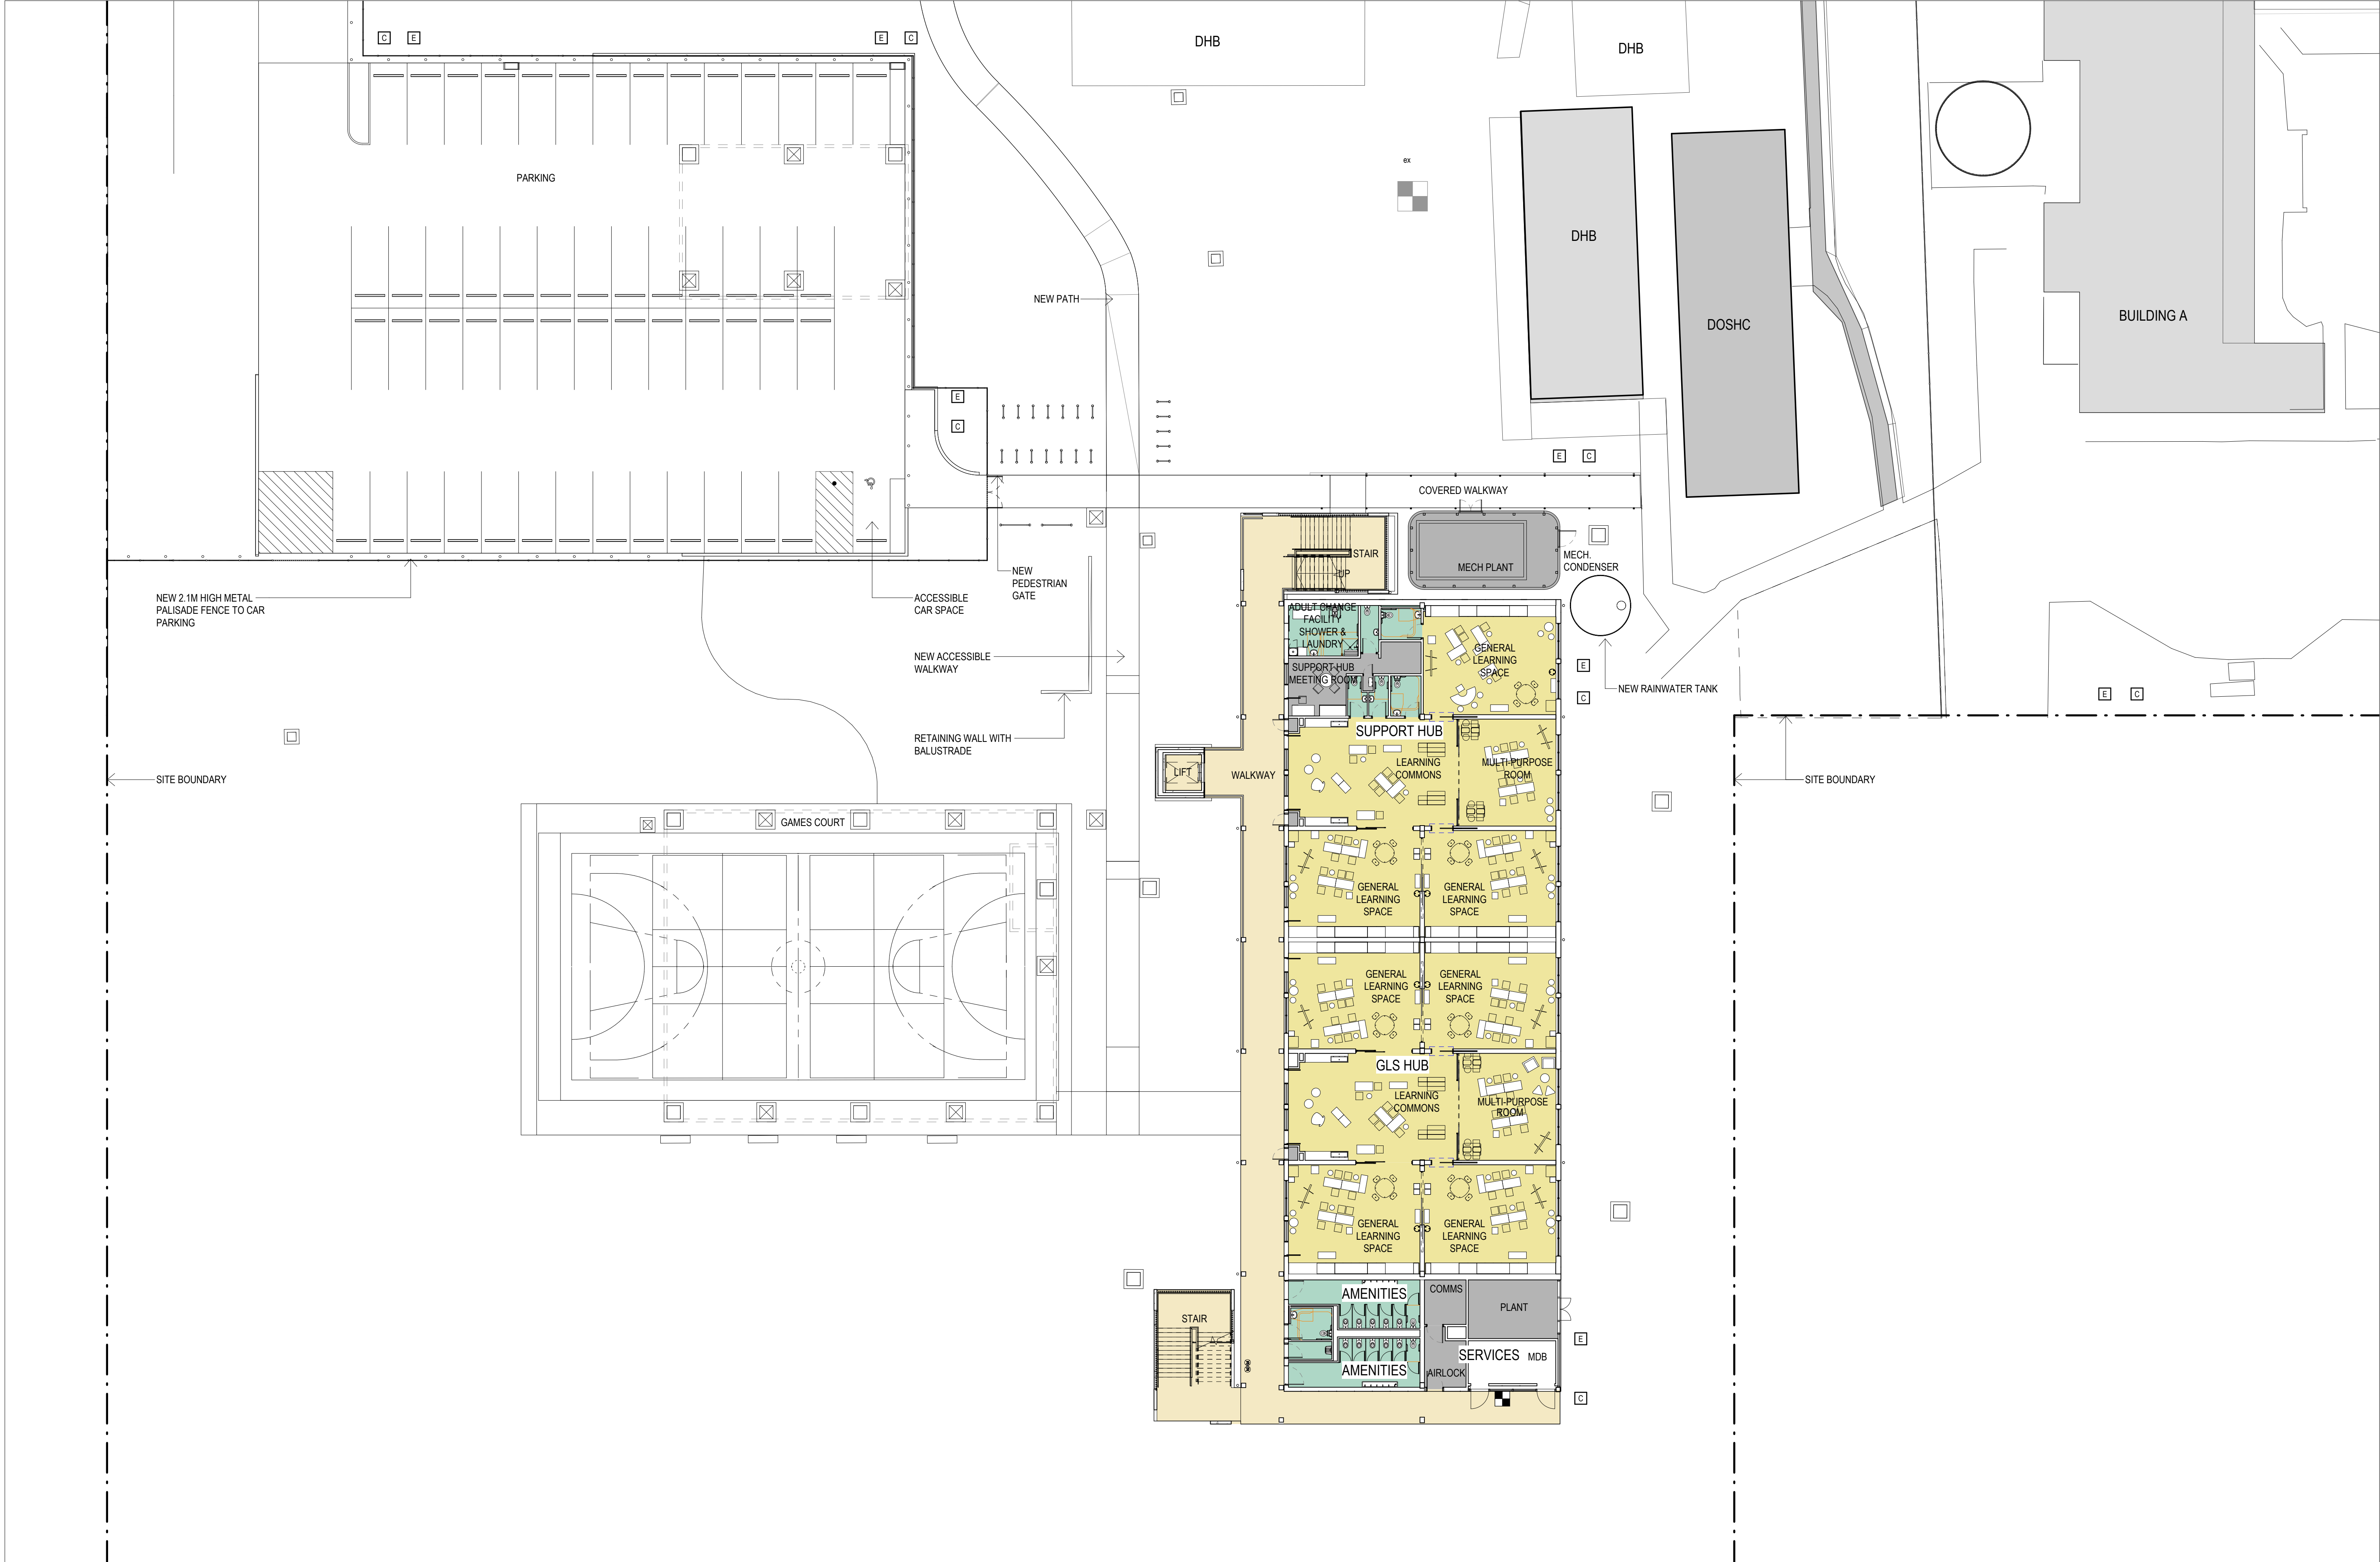 C
E
E
C
DHB
DHB
PARKING
ex
DHB
DOSHC
BUILDING A
NEW PATH
E
C
E
C
COVERED WALKWAY
STAIR
UP
MECH PLANT
MECH.
CONDENSER
NEW
PEDESTRIAN
GATE
NEW 2.1M HIGH METAL
PALISADE FENCE TO CAR
PARKING
ACCESSIBLE
CAR SPACE
ADULT CHANGE
FACILITY
SHOWER &
LAUNDRY
G
GENERAL
LEARNING
SPACE
NEW ACCESSIBLE
WALKWAY
SUPPORT HUB
MEETING ROOM
E
C
NEW RAINWATER TANK
E
C
RETAINING WALL WITH
BALUSTRADE
SUPPORT HUB
LEARNING
COMMONS
MULTI-PURPOSE
ROOM
LIFT
WALKWAY
SITE BOUNDARY
SITE BOUNDARY
GAMES COURT
GENERAL
LEARNING
SPACE
GENERAL
LEARNING
SPACE
GENERAL
LEARNING
SPACE
GENERAL
LEARNING
SPACE
GLS HUB
LEARNING
COMMONS
MULTI-PURPOSE
ROOM
GENERAL
LEARNING
SPACE
GENERAL
LEARNING
SPACE
AMENITIES
COMMS
PLANT
STAIR
E
SERVICES
MDB
AMENITIES
AIRLOCK
C